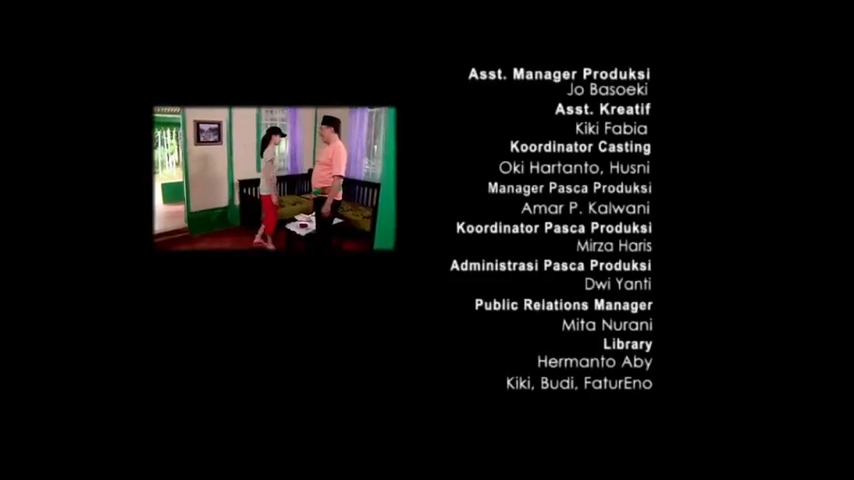 Asst. Manager Produksi
Jo Basoeki
Asst. Kreatif
Kiki Fabia
Koordinator Casting
Oki Hartanto, Husni
Manager Pasca Produksi
Amar P. Kalwani
Koordinator Pasca Produksi
Mirza Haris
Administrasi Pasca Produksi
Dwi Yanti
Public Relations Manager
Mita Nurani
Library
Hermanto Aby
Kiki, Budi, FaturEno